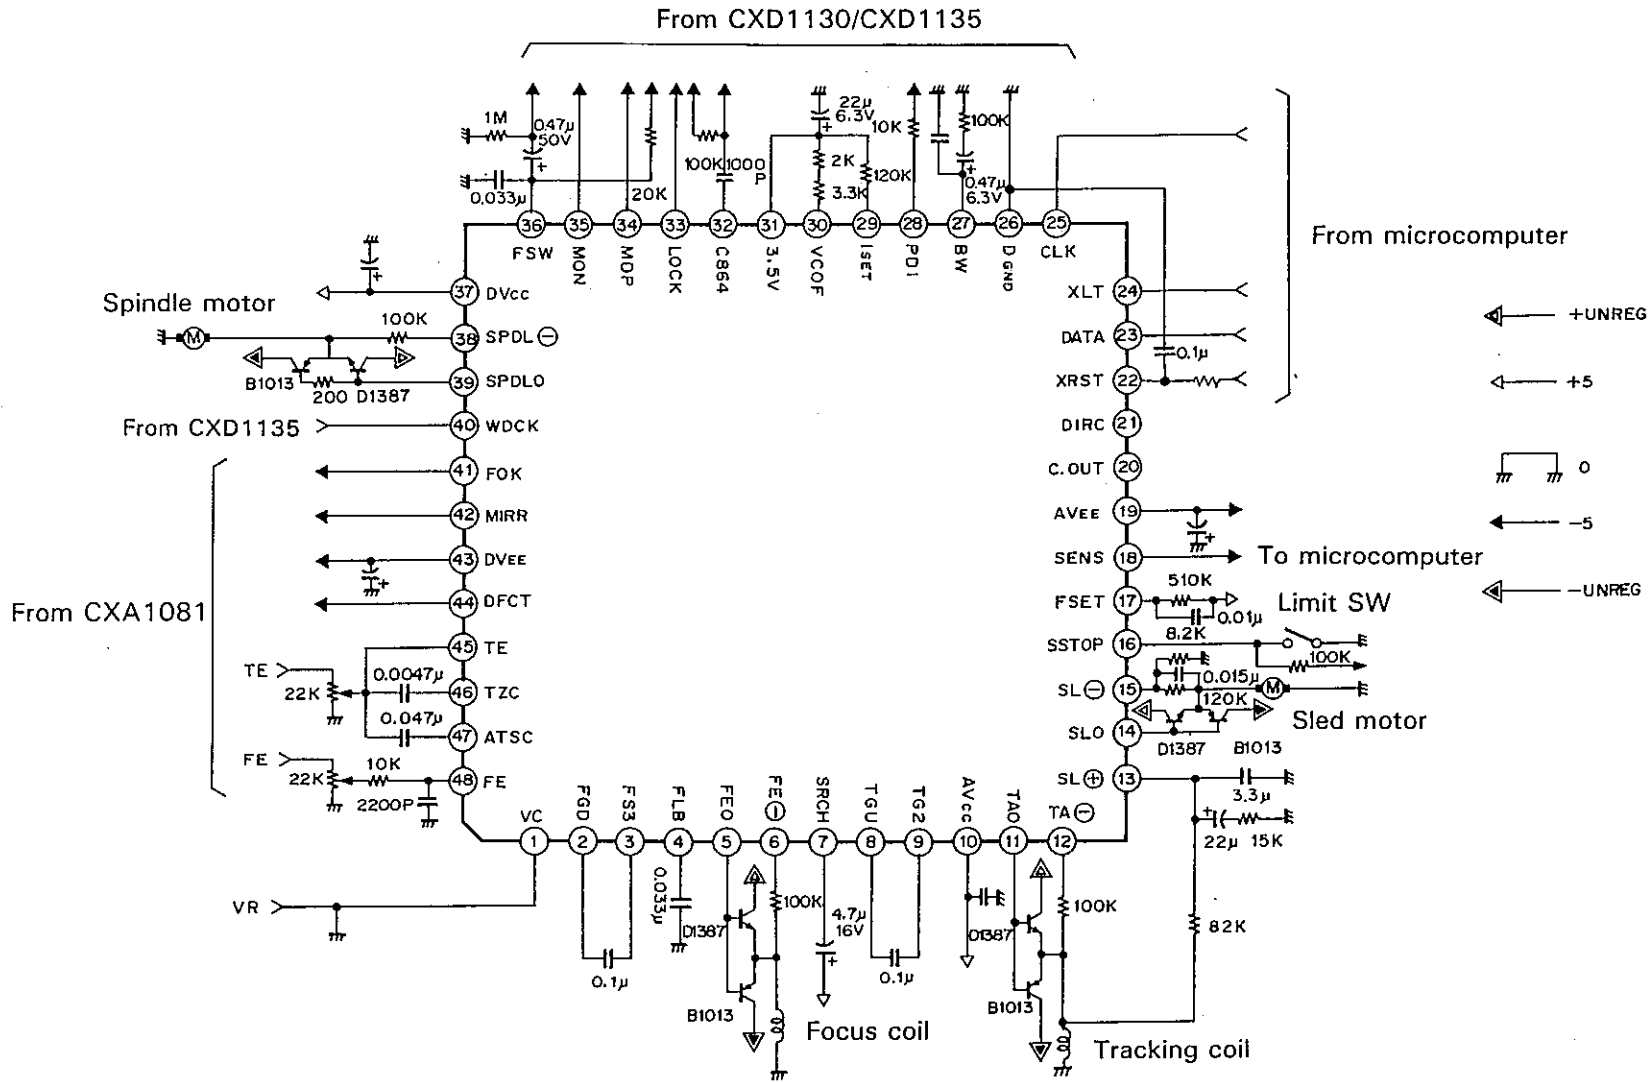 From CXD1130/CXD1135
1M
0.47μ
50V
0.033μ
20K
100K
1000
P
22μ
6.3V
2K
3.3K
120K
10K
100K
0.47μ
6.3V
36 35 34 33 32 31 30 29 28 27 26 25
FSW MON MDP LOCK C864 3.5V VCOF ISET PDI BW DGND CLK
From microcomputer
37 DVcc
Spindle motor
M
100K
38 SPDL ⊖
B1013
200
D1387
39 SPDLO
From CXD1135
40 WDCK
41 FOK
42 MIRR
43 DVEE
44 DFCT
From CXA1081
45 TE
TE
22K
0.0047μ
46 TZC
0.047μ
47 ATSC
FE
22K
10K
2200P
48 FE
XLT 24
DATA 23
0.1μ
XRST 22
DIRC 21
C.OUT 20
AVEE 19
SENS 18
To microcomputer
FSET 17
510K
0.01μ
Limit SW
8.2K
SSTOP 16
100K
0.015μ
SL ⊖ 15
M
120K
Sled motor
SLO 14
D1387
B1013
SL ⊕ 13
3.3μ
22μ 15K
82K
+UNREG
+5
0
−5
−UNREG
VC FGD FS3 FLB FEO FE ⊖ SRCH TGU TG2 AVcc TAO TA ⊖
1 2 3 4 5 6 7 8 9 10 11 12
VR
0.1μ
0.033μ
D1387
B1013
100K
Focus coil
4.7μ
16V
0.1μ
D1387
B1013
100K
Tracking coil